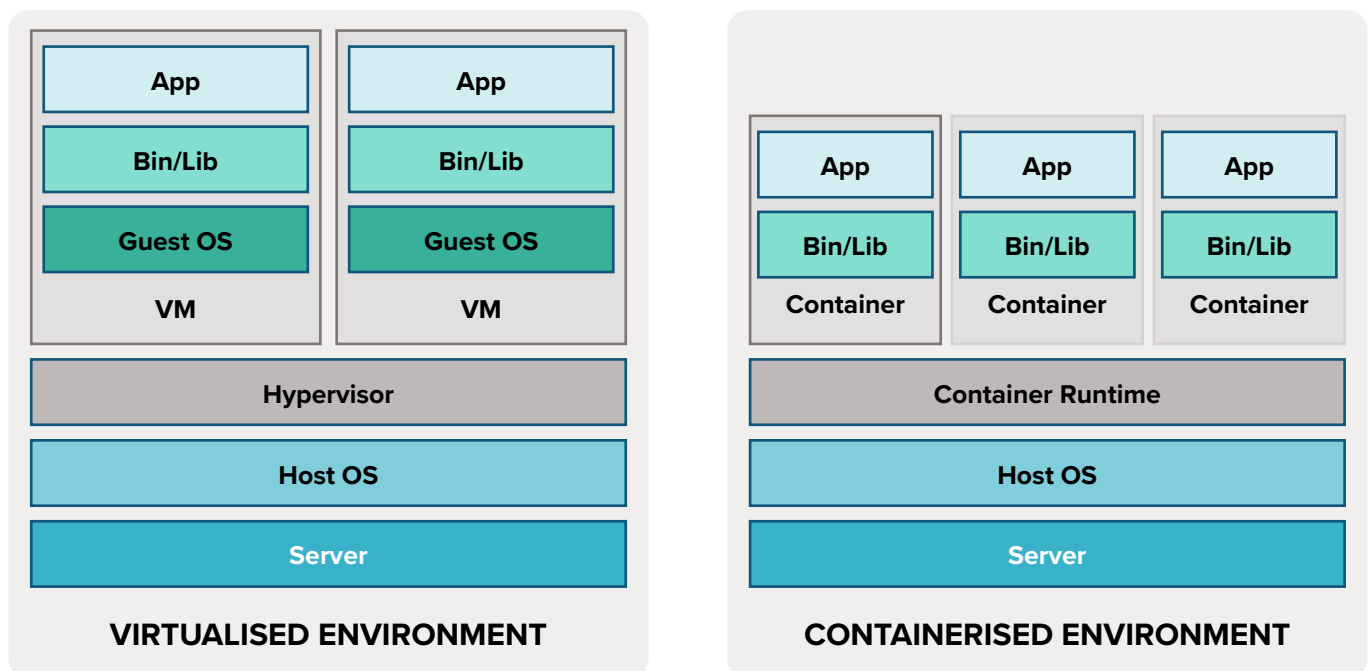 App
Bin/Lib
Guest OS
VM
App
Bin/Lib
Guest OS
VM
Hypervisor
Host OS
Server
VIRTUALISED ENVIRONMENT
App
Bin/Lib
Container
App
Bin/Lib
Container
App
Bin/Lib
Container
Container Runtime
Host OS
Server
CONTAINERISED ENVIRONMENT